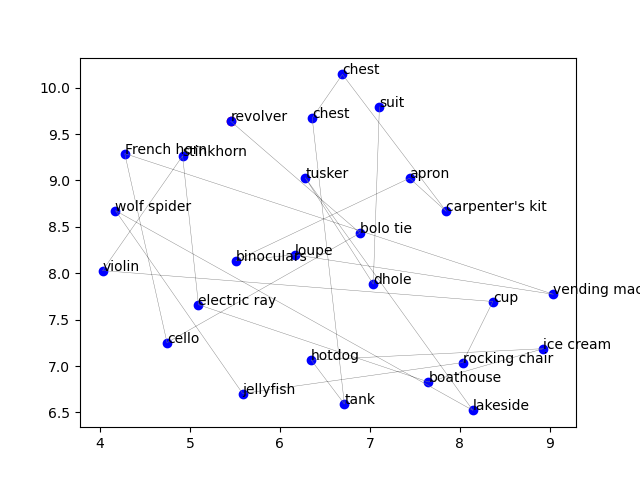 chest
suit
chest
revolver
French horn
stinkhorn
tusker
apron
wolf spider
carpenter's kit
bolo tie
binoculars
loupe
violin
dhole
vending mac
electric ray
cup
cello
ice cream
hotdog
rocking chair
boathouse
jellyfish
tank
lakeside
10.0
9.5
9.0
8.5
8.0
7.5
7.0
6.5
4 5 6 7 8 9